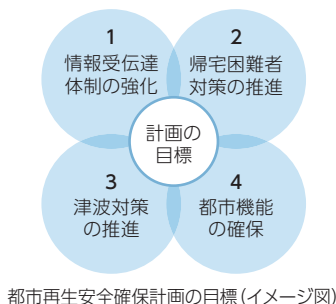 1
情報受伝達
体制の強化
2
帰宅困難者
対策の推進
計画の
目標
3
津波対策
の推進
4
都市機能
の確保
都市再生安全確保計画の目標(イメージ図)